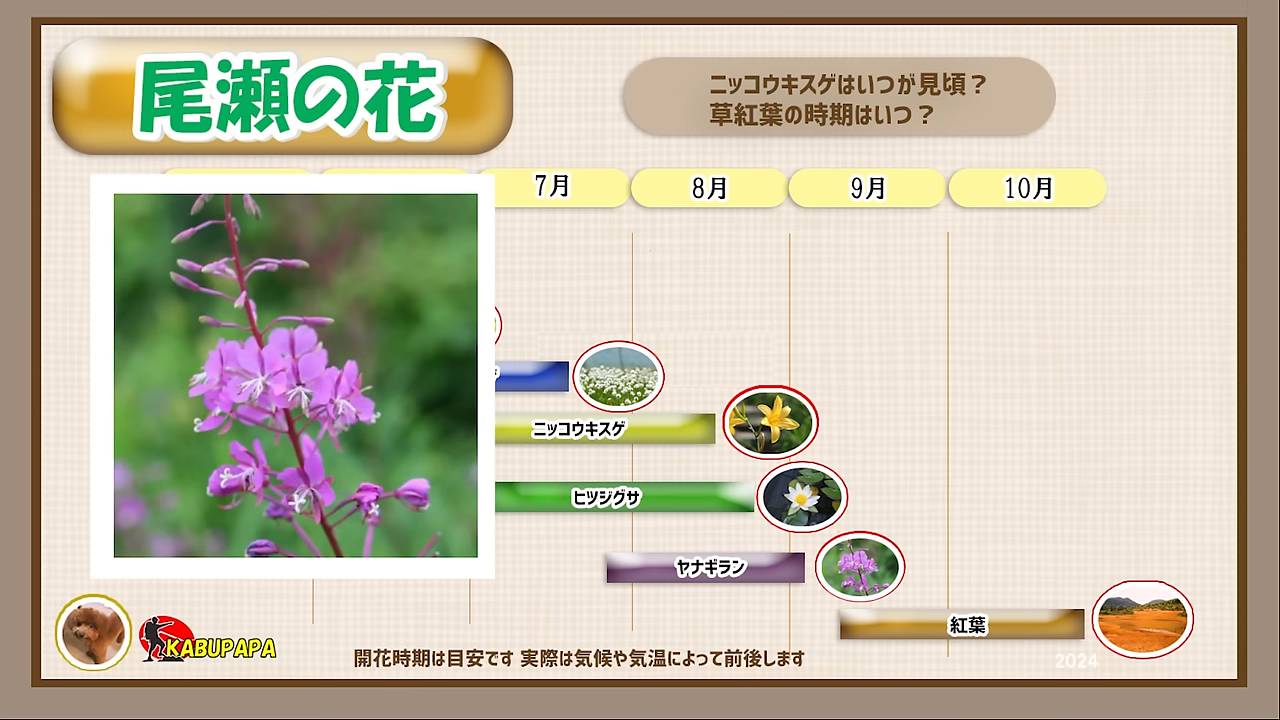 尾瀬の花
ニッコウキスゲはいつが見頃？
草紅葉の時期はいつ？
7月
8月
9月
10月
ニッコウキスゲ
ヒツジグサ
ヤナギラン
紅葉
KABUPAPA
開花時期は目安です 実際は気候や気温によって前後します
2024